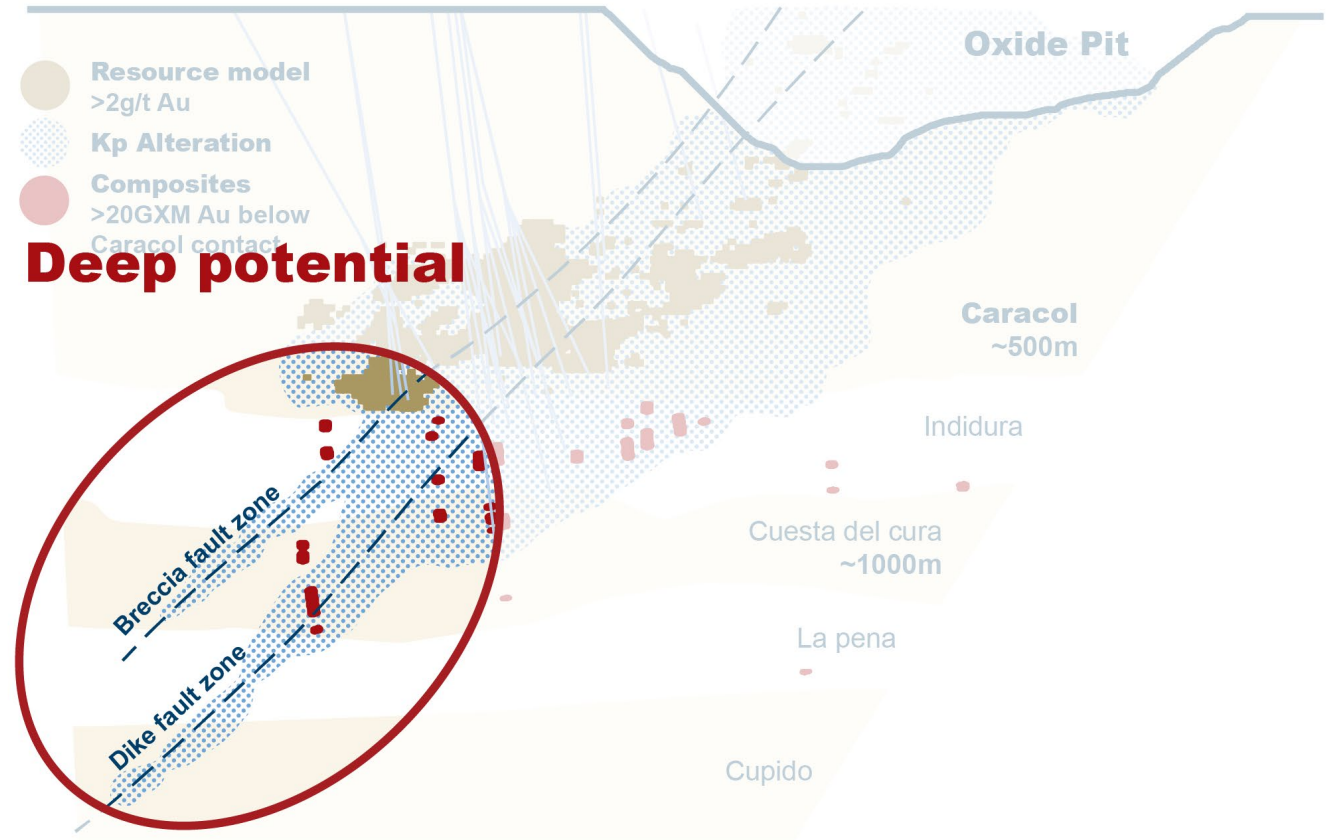 Oxide Pit
Resource model
>2g/t Au
Kp Alteration
Composites
>20GXM Au below
Caracol contact
Deep potential
Caracol
~500m
Indidura
Breccia fault zone
Cuesta del cura
~1000m
La pena
Dike fault zone
Cupido